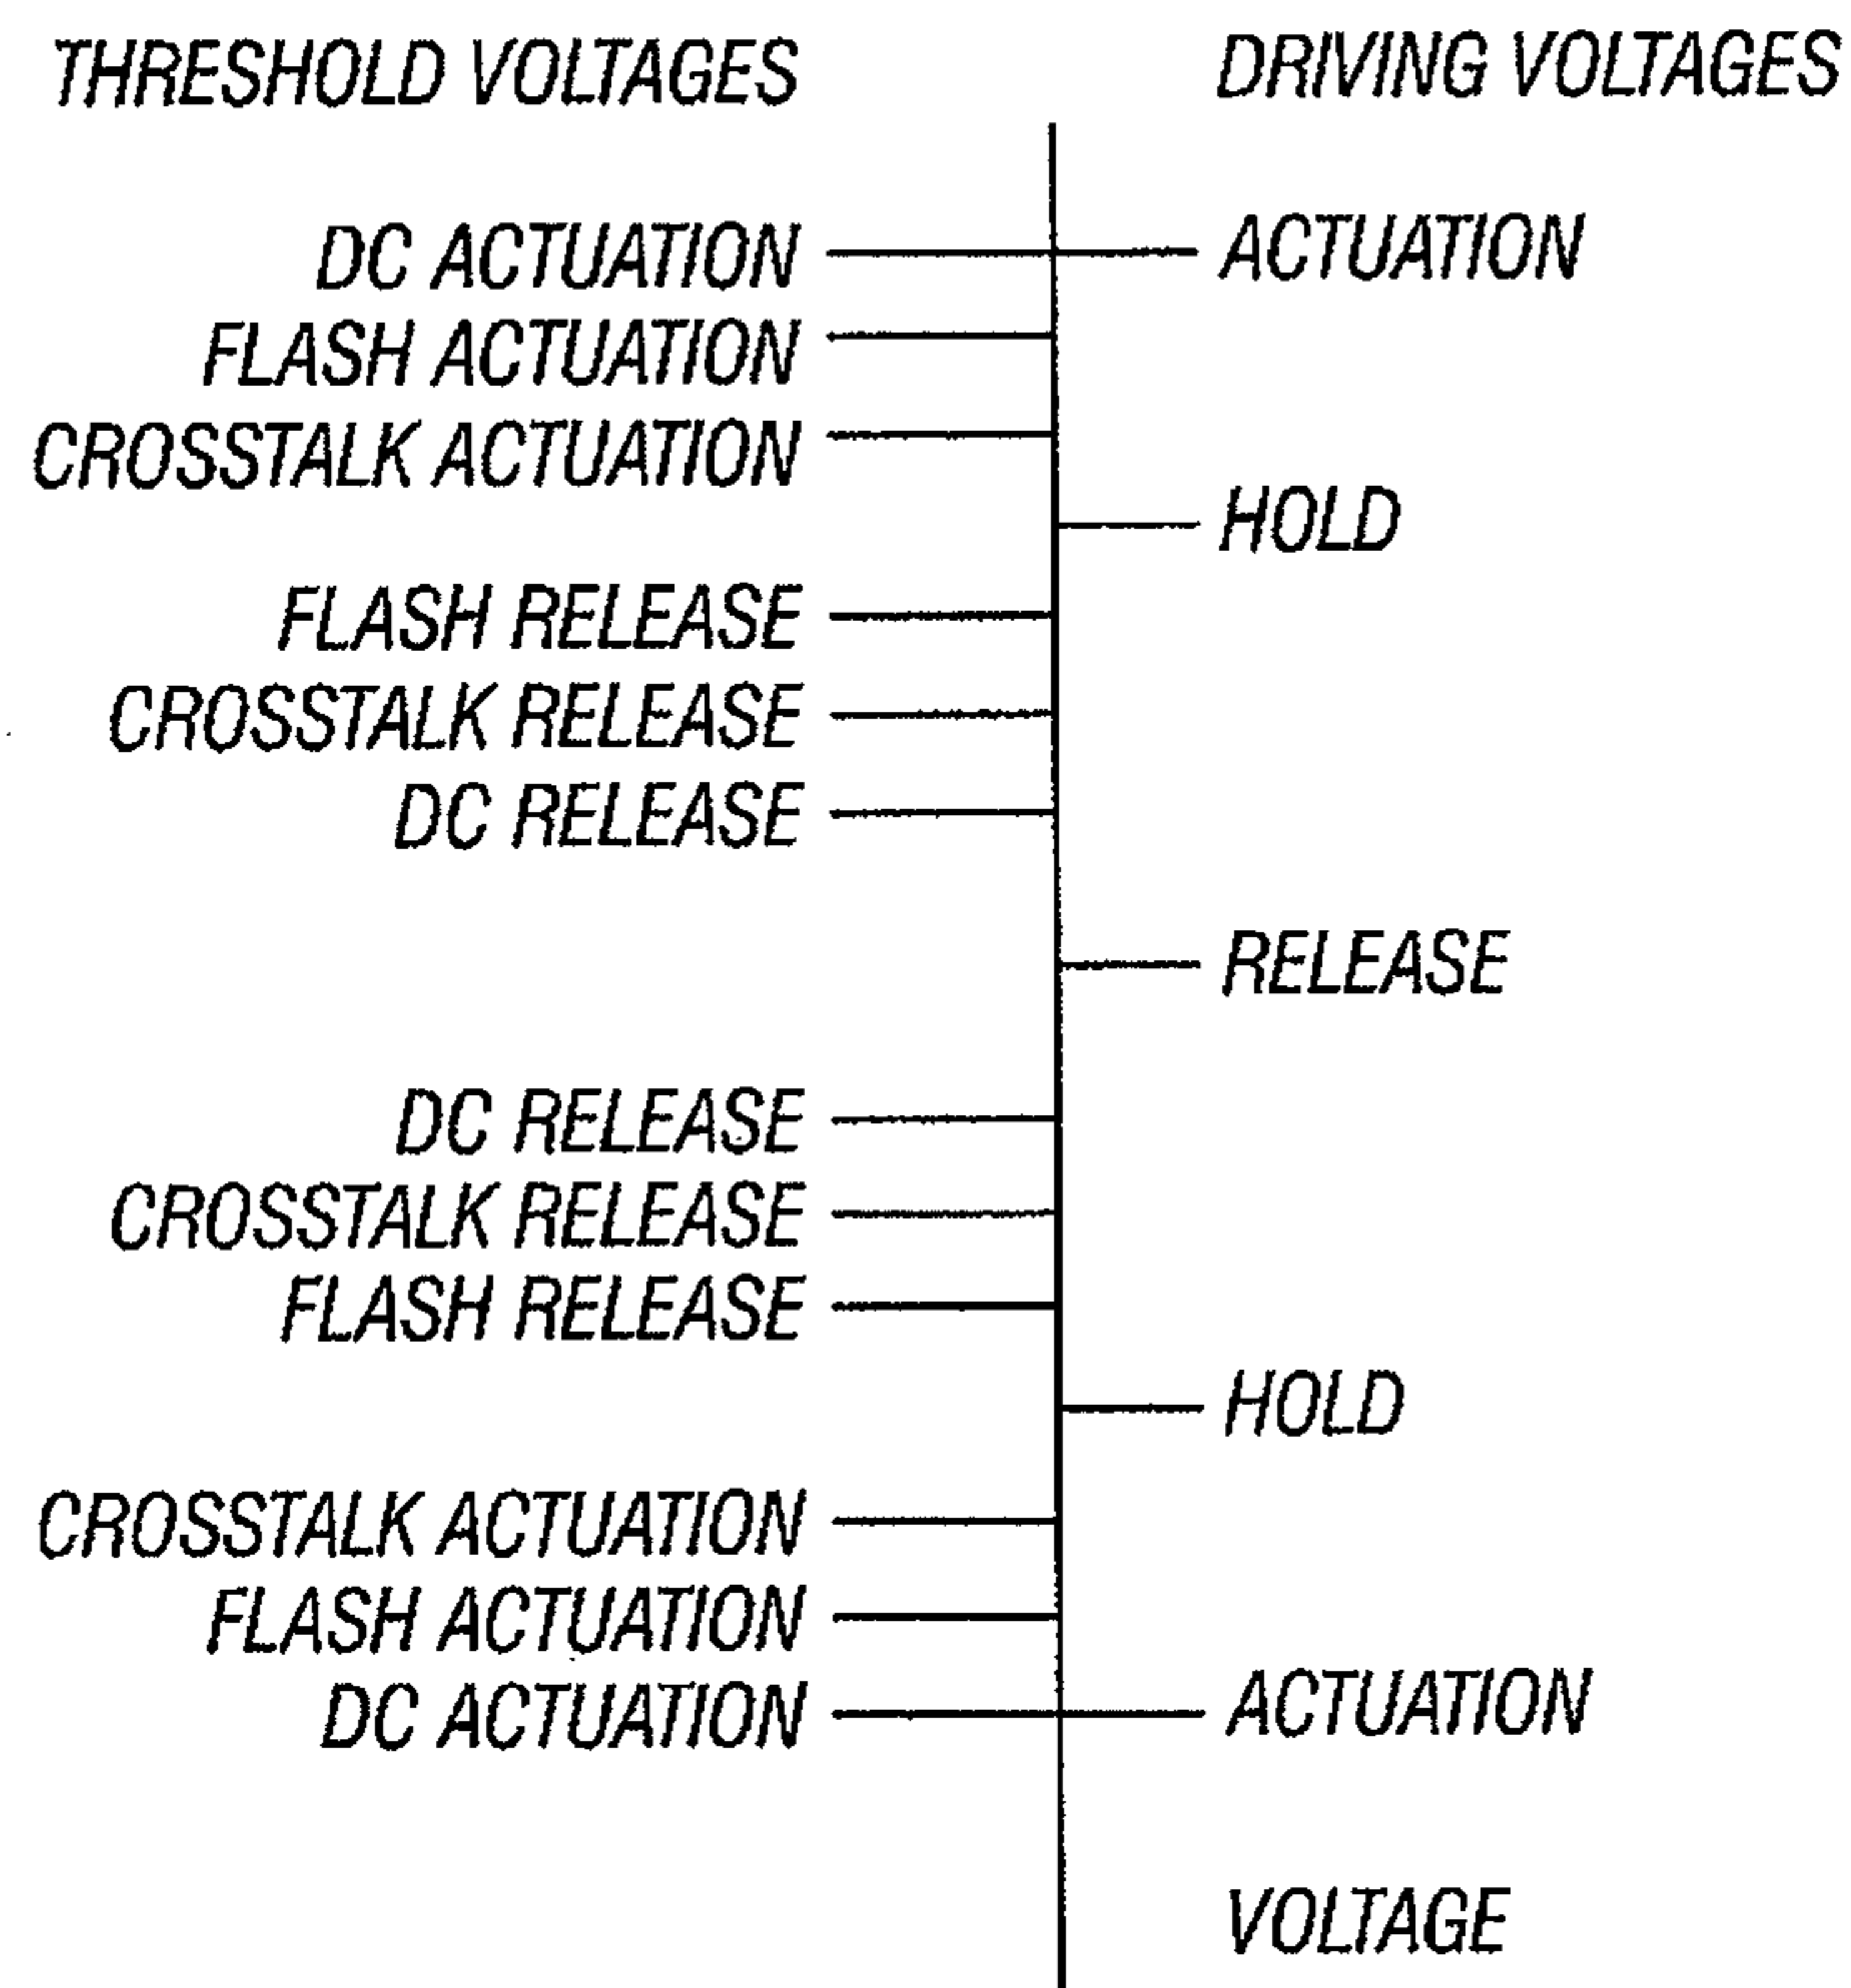 THRESHOLD VOLTAGES
DRIVING VOLTAGES
DC ACTUATION
ACTUATION
FLASH ACTUATION
CROSSTALK ACTUATION
HOLD
FLASH RELEASE
CROSSTALK RELEASE
DC RELEASE
RELEASE
DC RELEASE
CROSSTALK RELEASE
FLASH RELEASE
HOLD
CROSSTALK ACTUATION
FLASH ACTUATION
DC ACTUATION
ACTUATION
VOLTAGE